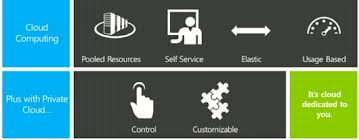 Cloud
Computing
Pooled Resources
Self Service
Elastic
Usage Based
Plus with Private
Cloud...
Control
Customizable
It's cloud
dedicated to
you.